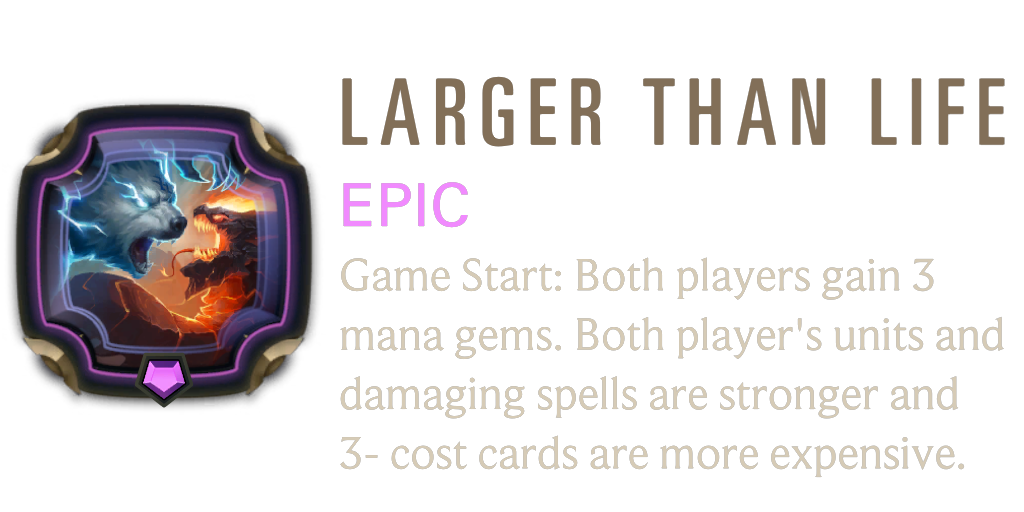 LARGER THAN LIFE
EPIC
Game Start: Both players gain 3
mana gems. Both player's units and
damaging spells are stronger and
3- cost cards are more expensive.